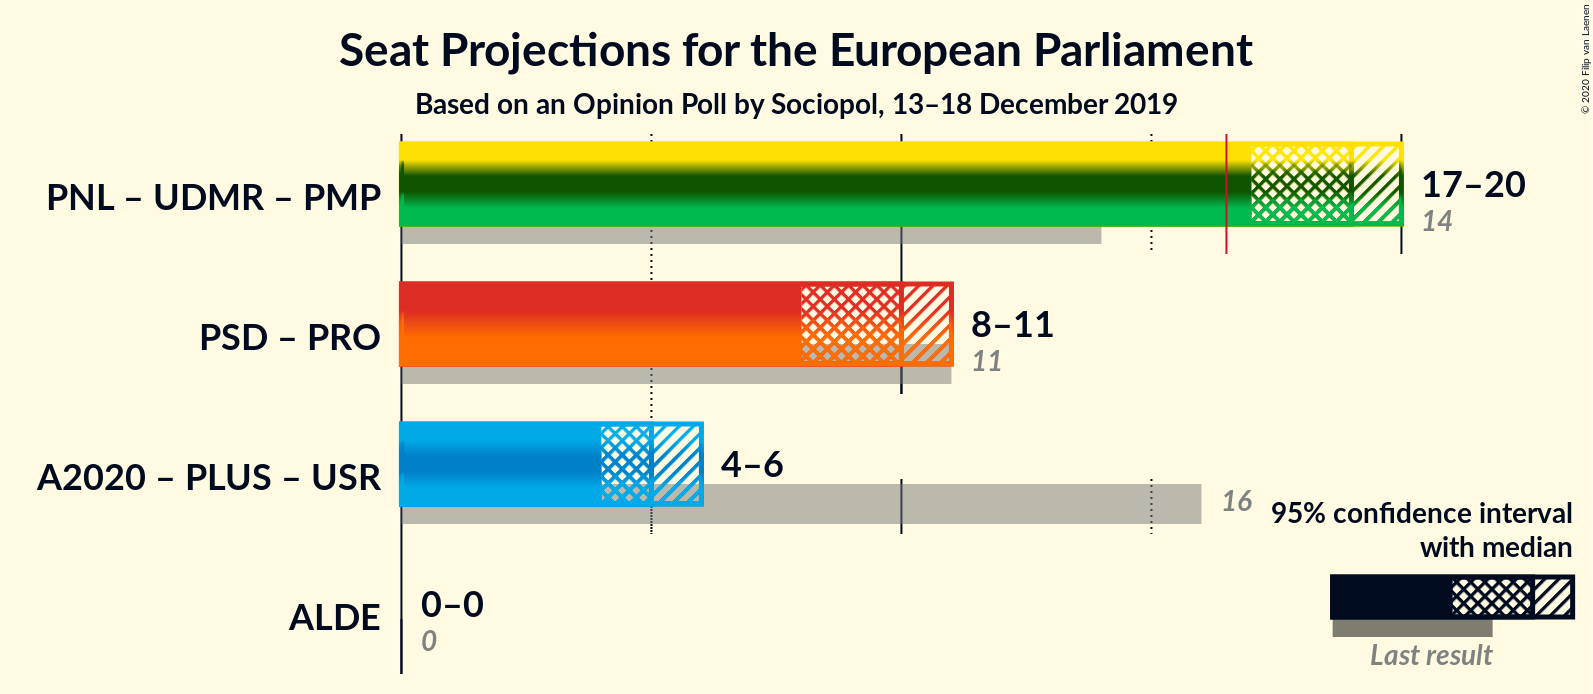 Seat Projections for the European Parliament
Based on an Opinion Poll by Sociopol, 13–18 December 2019
© 2020 Filip van Laenen
PNL – UDMR – PMP
17–20
14
PSD – PRO
8–11
11
A2020 – PLUS – USR
4–6
16
ALDE
0–0
0
95% confidence interval
with median
Last result